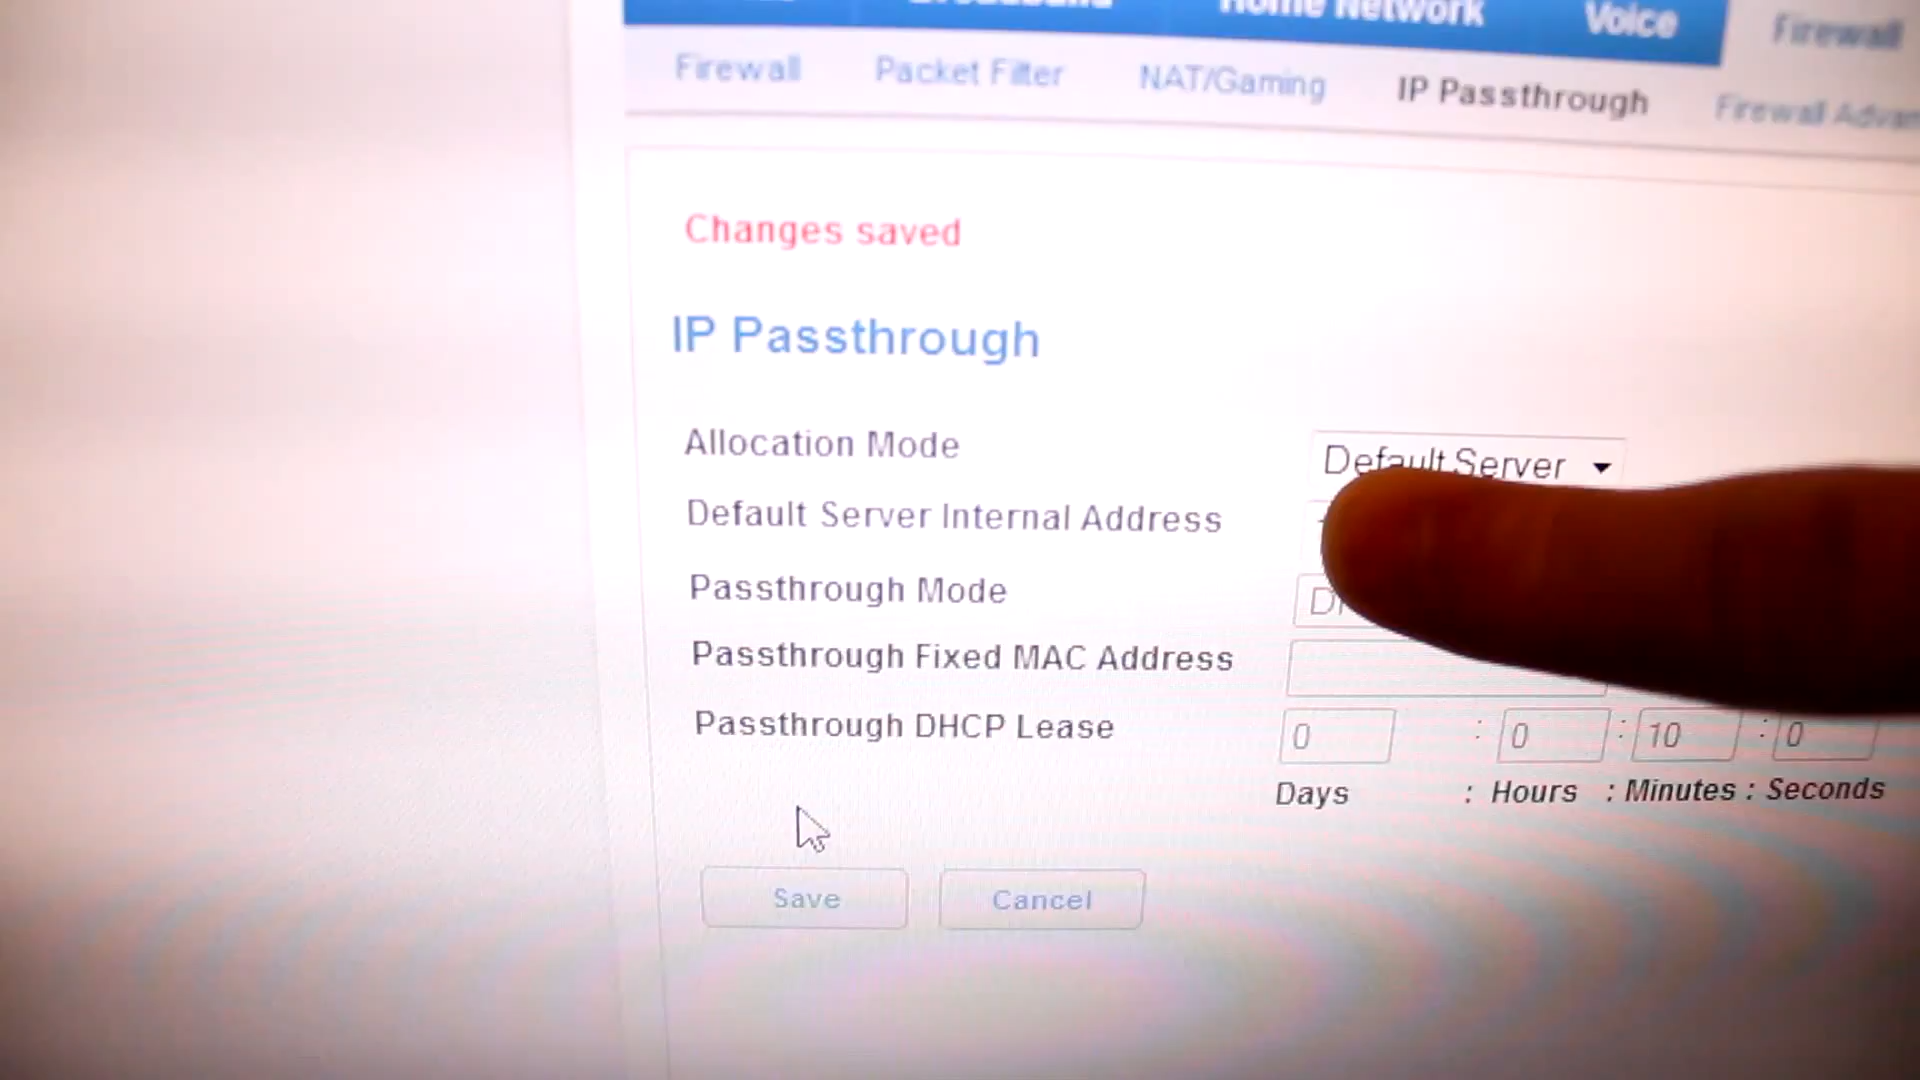 Home Network Voice Firewall
Firewall Packet Filter NAT/Gaming IP Passthrough Firewall
Changes saved
IP Passthrough
Allocation Mode Default Server
Default Server Internal Address
Passthrough Mode
Passthrough Fixed MAC Address
Passthrough DHCP Lease 0 : 0 : 10 : 0
Days : Hours : Minutes : Seconds
Save Cancel